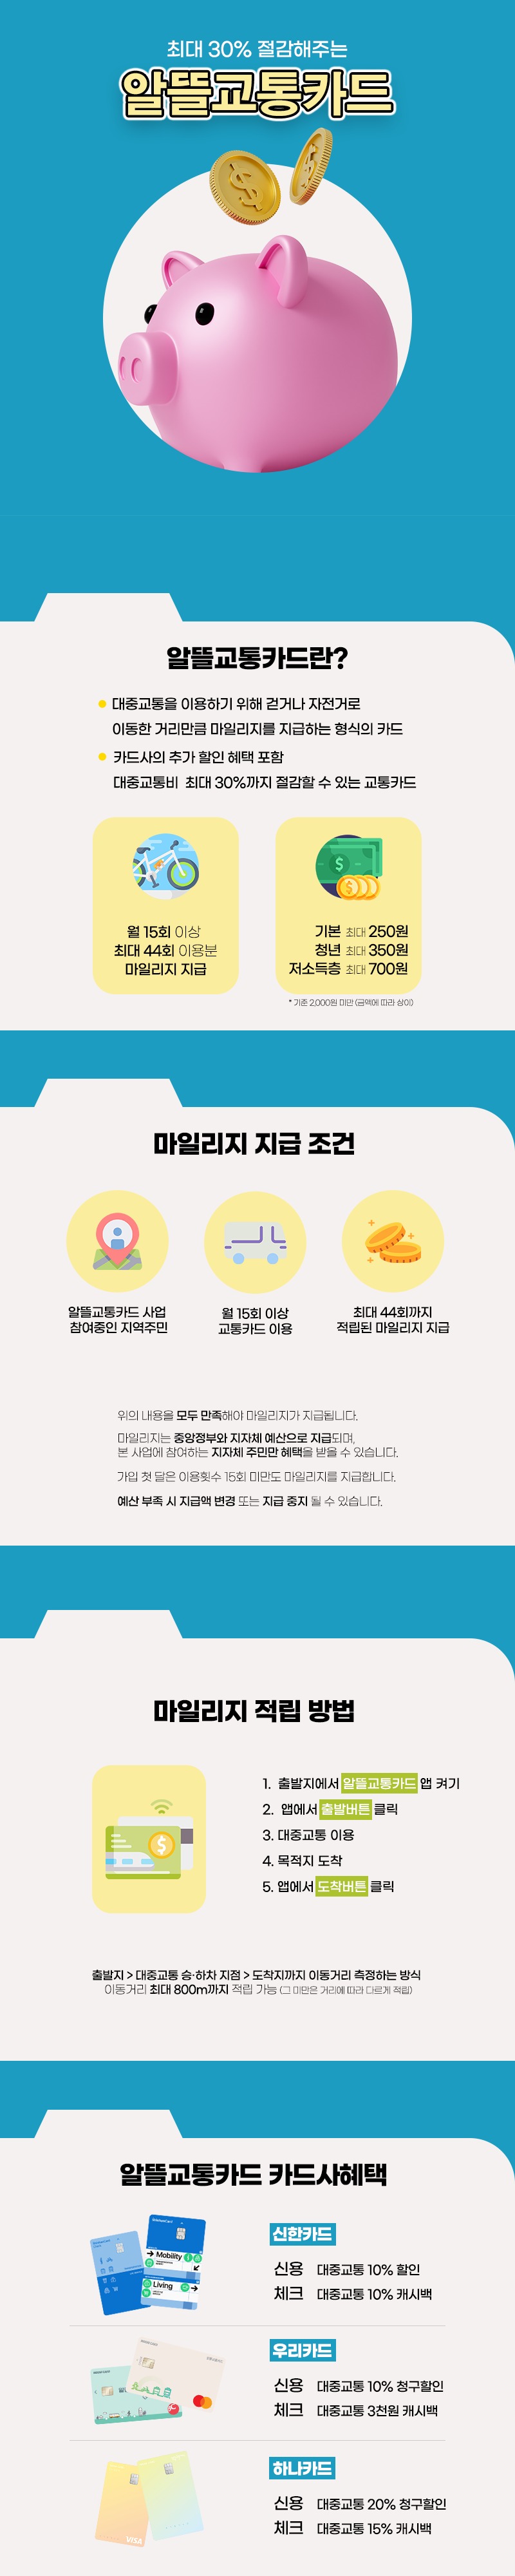 최대 30% 절감해주는
알뜰교통카드
알뜰교통카드란?
대중교통을 이용하기 위해 걷거나 자전거로
이동한 거리만큼 마일리지를 지급하는 형식의 카드
카드사의 추가 할인 혜택 포함
대중교통비 최대 30%까지 절감할 수 있는 교통카드
월 15회 이상
최대 44회 이용분
마일리지 지급
기본 최대 250원
청년 최대 350원
저소득층 최대 700원
* 기준 2,000원 미만 (금액에 따라 상이)
마일리지 지급 조건
알뜰교통카드 사업
참여중인 지역주민
월 15회 이상
교통카드 이용
최대 44회까지
적립된 마일리지 지급
위의 내용을 모두 만족해야 마일리지가 지급됩니다.
마일리지는 중앙정부와 지자체 예산으로 지급되며,
본 사업에 참여하는 지자체 주민만 혜택을 받을 수 있습니다.
가입 첫 달은 이용횟수 15회 미만도 마일리지를 지급합니다.
예산 부족 시 지급액 변경 또는 지급 중지 될 수 있습니다.
마일리지 적립 방법
1. 출발지에서 알뜰교통카드 앱 켜기
2. 앱에서 출발버튼 클릭
3. 대중교통 이용
4. 목적지 도착
5. 앱에서 도착버튼 클릭
출발지 > 대중교통 승·하차 지점 > 도착지까지 이동거리 측정하는 방식
이동거리 최대 800m까지 적립 가능 (그 미만은 거리에 따라 다르게 적립)
알뜰교통카드 카드사혜택
Mobility
Living
신한카드
신용 대중교통 10% 할인
체크 대중교통 10% 캐시백
우리카드
신용 대중교통 10% 청구할인
체크 대중교통 3천원 캐시백
VISA
하나카드
신용 대중교통 20% 청구할인
체크 대중교통 15% 캐시백